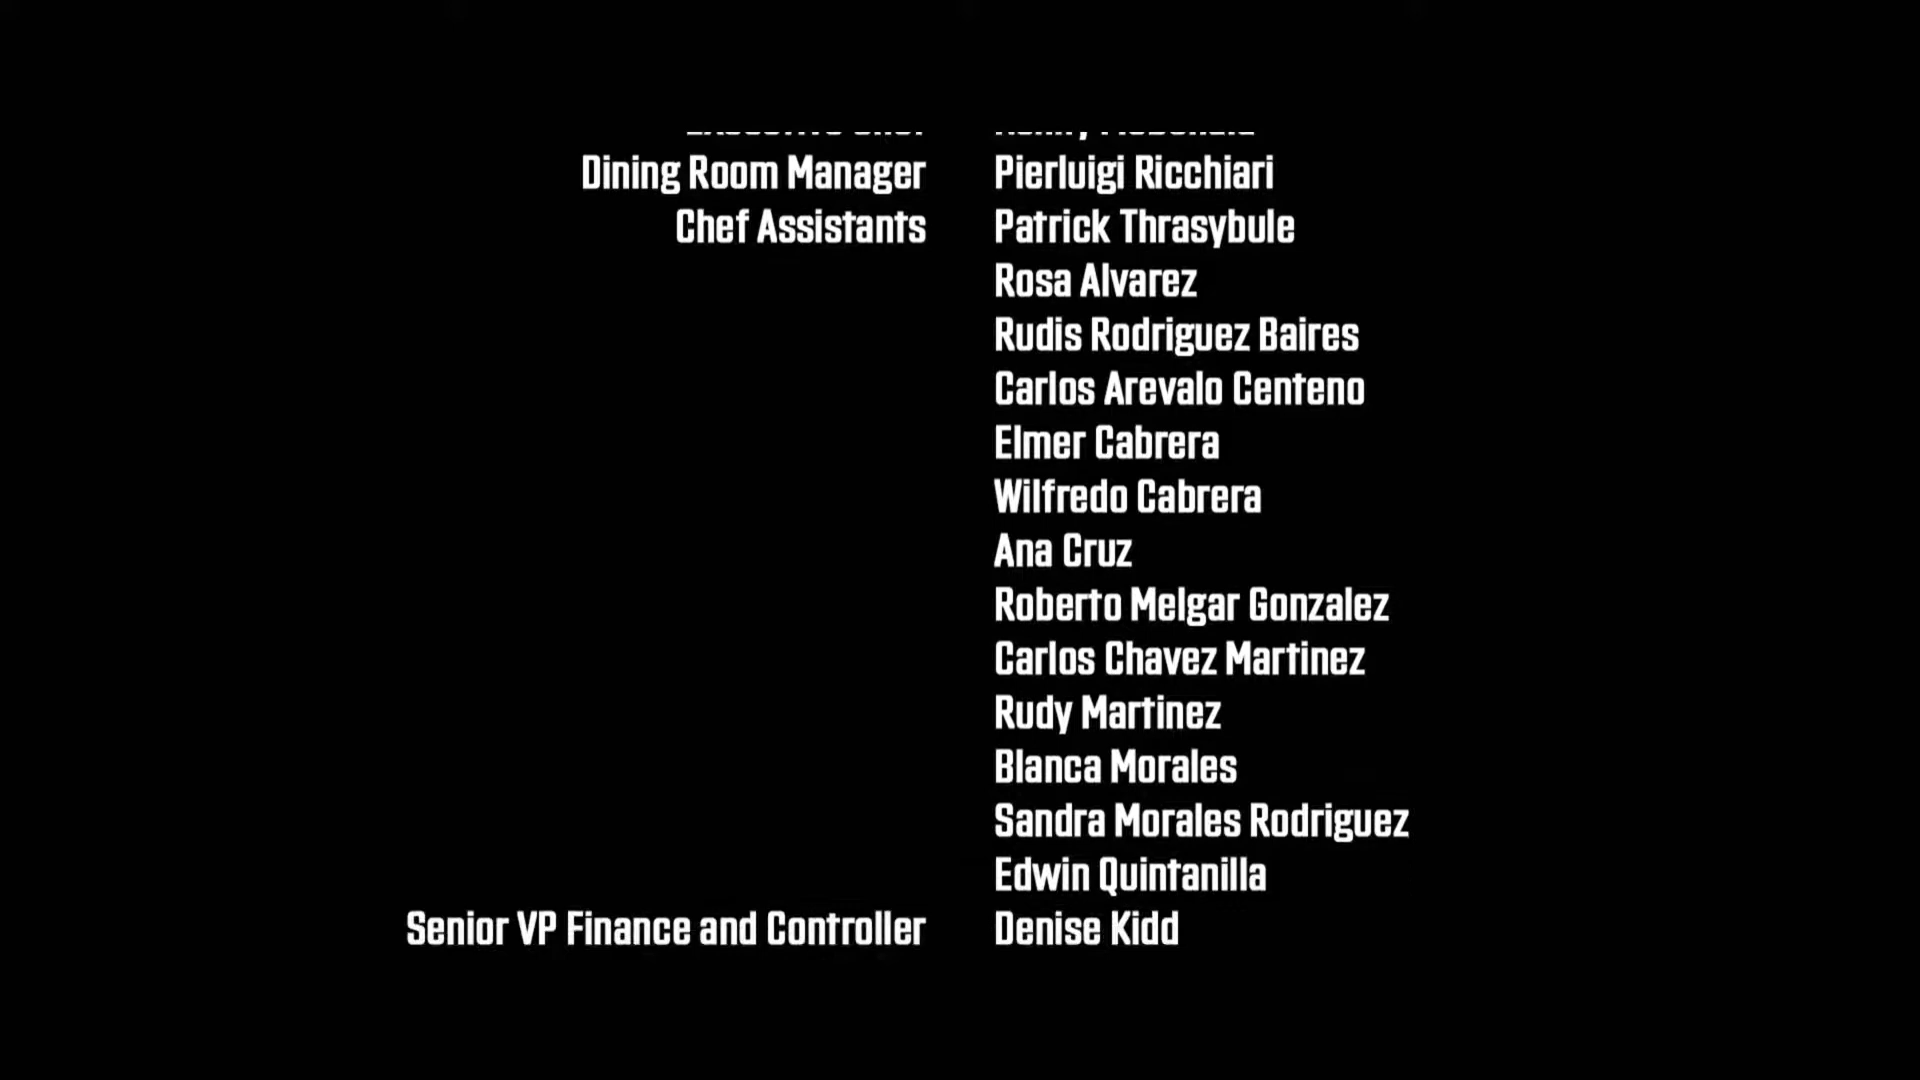 Dining Room Manager Pierluigi Ricchiari
Chef Assistants Patrick Thrasybule
Rosa Alvarez
Rudis Rodriguez Baires
Carlos Arevalo Centeno
Elmer Cabrera
Wilfredo Cabrera
Ana Cruz
Roberto Melgar Gonzalez
Carlos Chavez Martinez
Rudy Martinez
Blanca Morales
Sandra Morales Rodriguez
Edwin Quintanilla
Senior VP Finance and Controller Denise Kidd